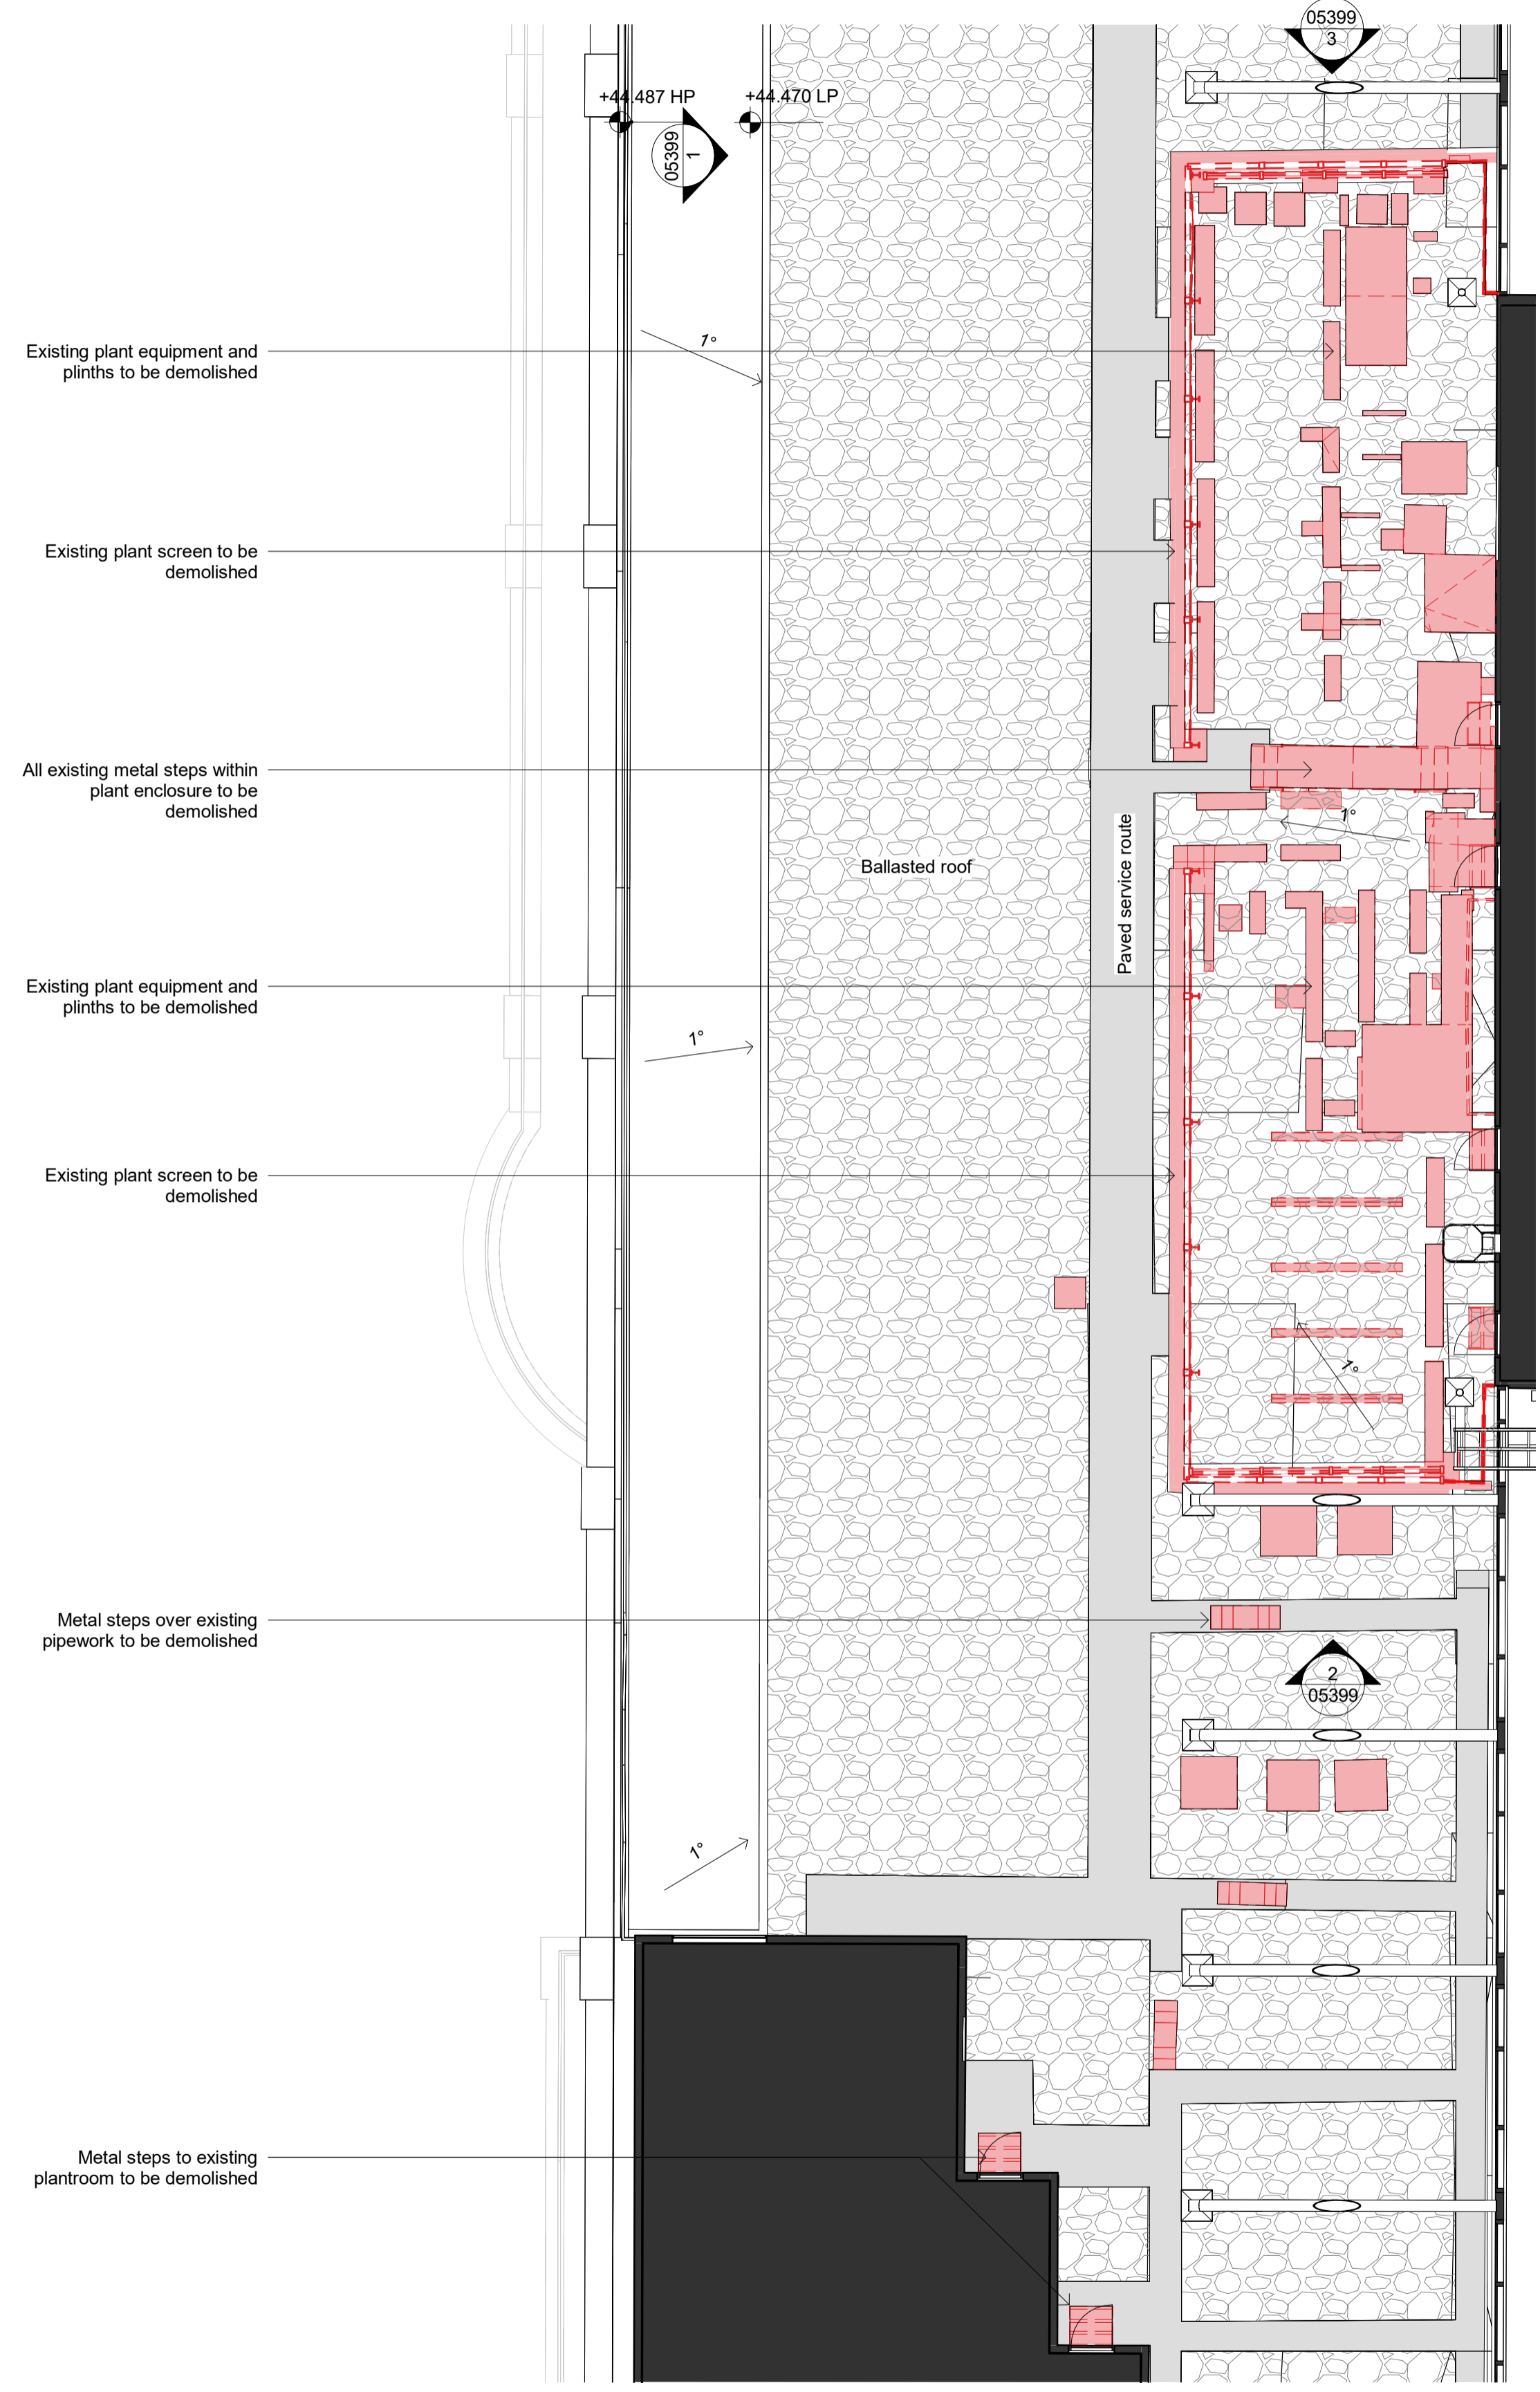 05399
3
+44.487 HP
+44.470 LP
05399
1
1°
Existing plant equipment and
plinths to be demolished
Existing plant screen to be
demolished
All existing metal steps within
plant enclosure to be
demolished
1°
Ballasted roof
Paved service route
Existing plant equipment and
plinths to be demolished
1°
Existing plant screen to be
demolished
1°
Metal steps over existing
pipework to be demolished
2
05399
1°
Metal steps to existing
plantroom to be demolished